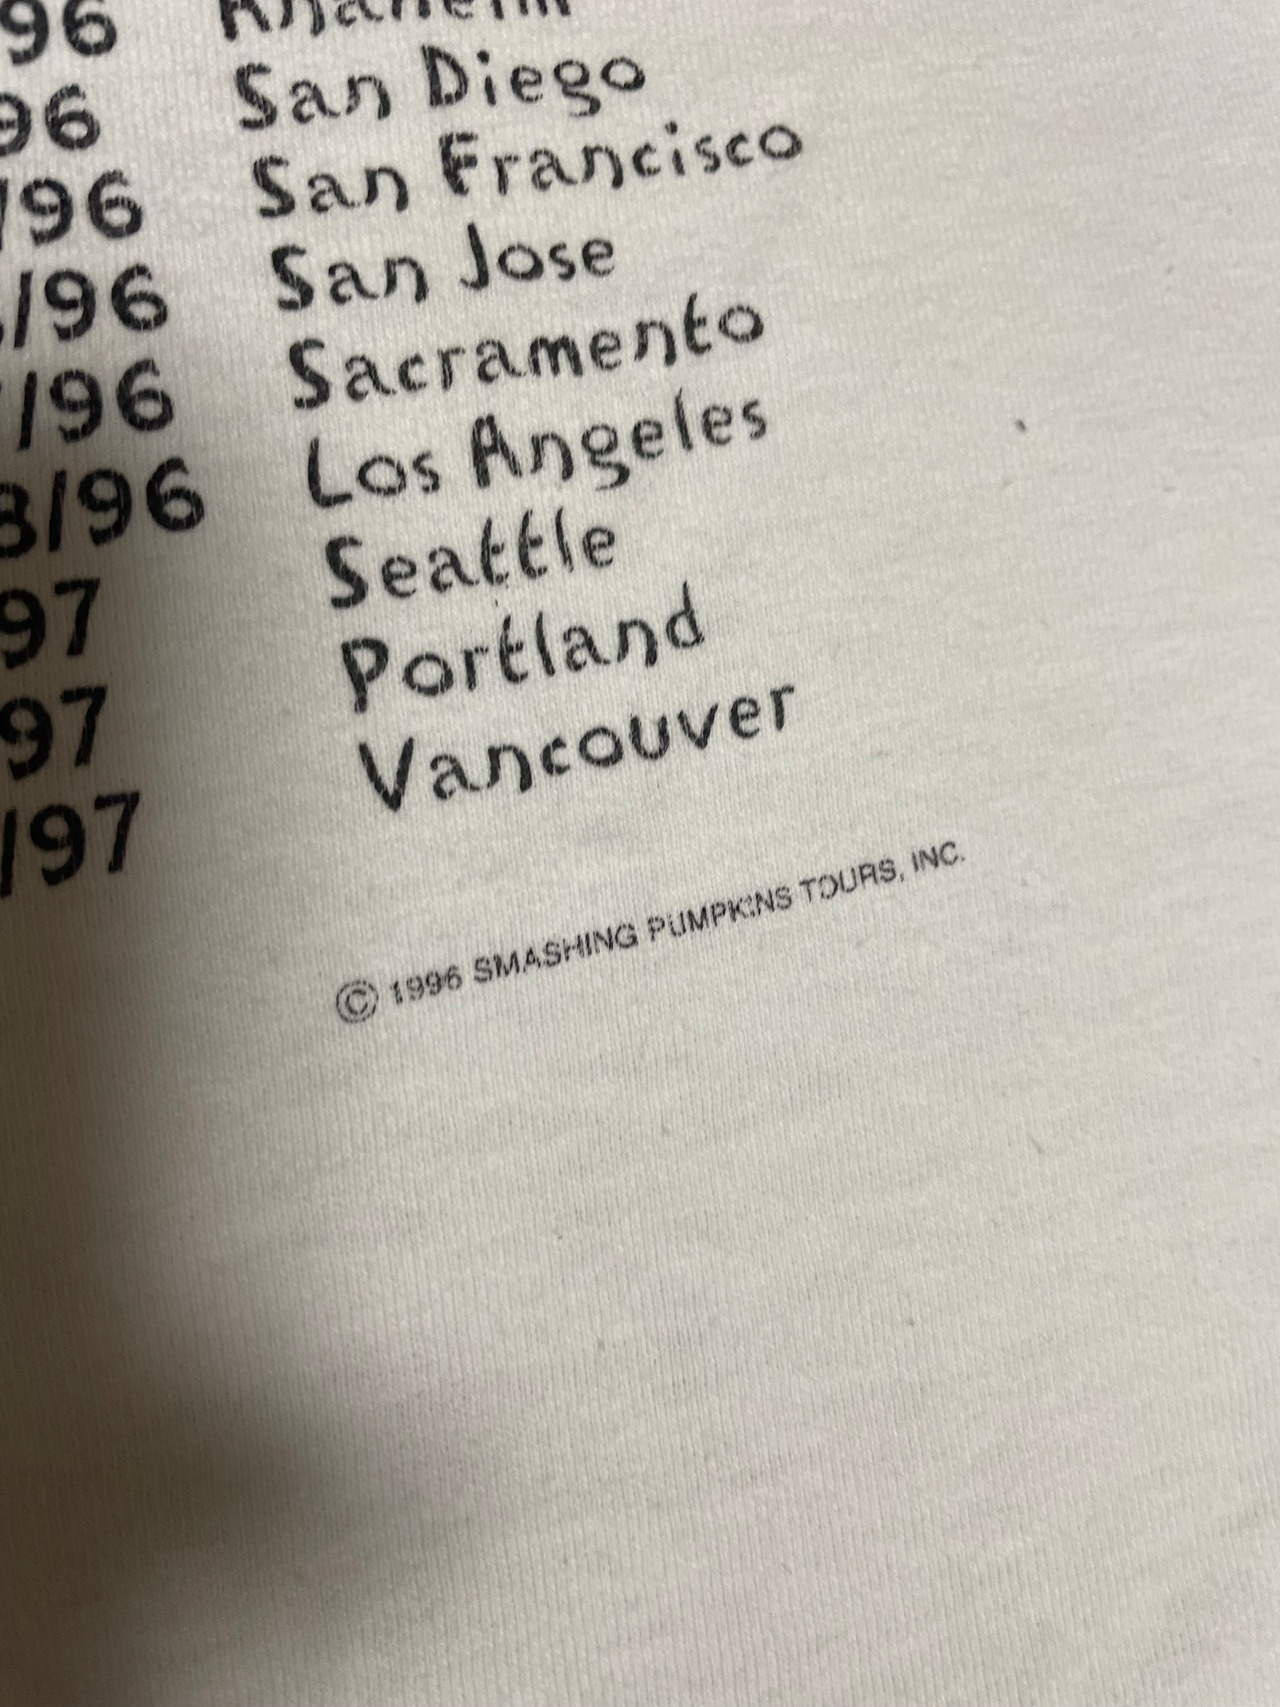 96 Anaheim
96 San Diego
/96 San Francisco
/96 San Jose
/96 Sacramento
8/96 Los Angeles
97 Seattle
97 Portland
/97 Vancouver
© 1996 SMASHING PUMPKINS TOURS, INC.